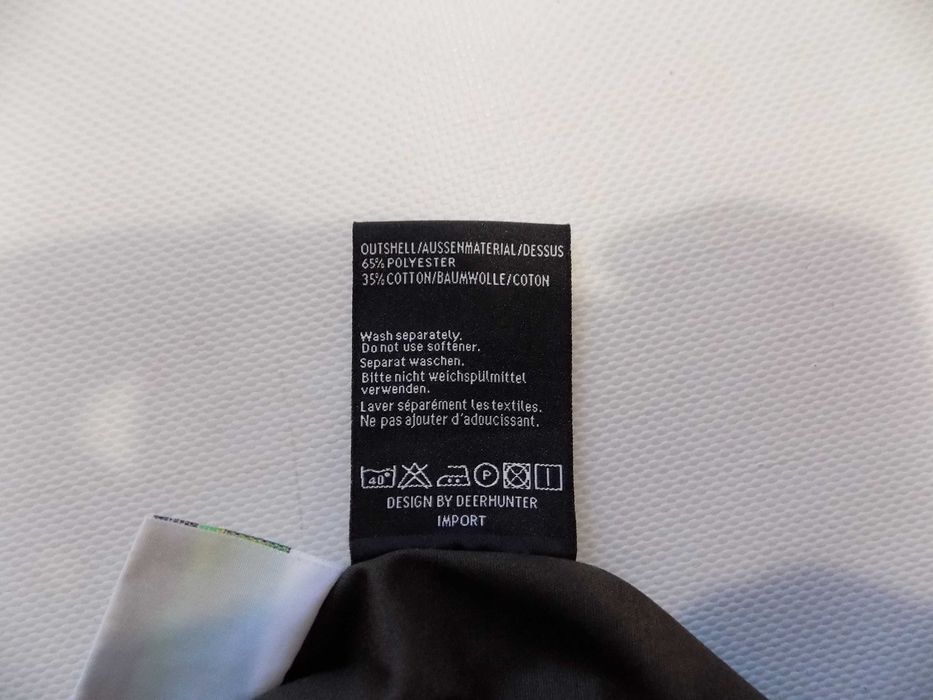 OUTSHELL/AUSSENMATERIAL/DESSUS
65% POLYESTER
35% COTTON/BAUMWOLLE/COTON
Wash separately.
Do not use softener.
Separat waschen.
Bitte nicht weichspülmittel
verwenden.
Laver séparément les textiles.
Ne pas ajouter d'adoucissant.
40° P
DESIGN BY DEERHUNTER
IMPORT